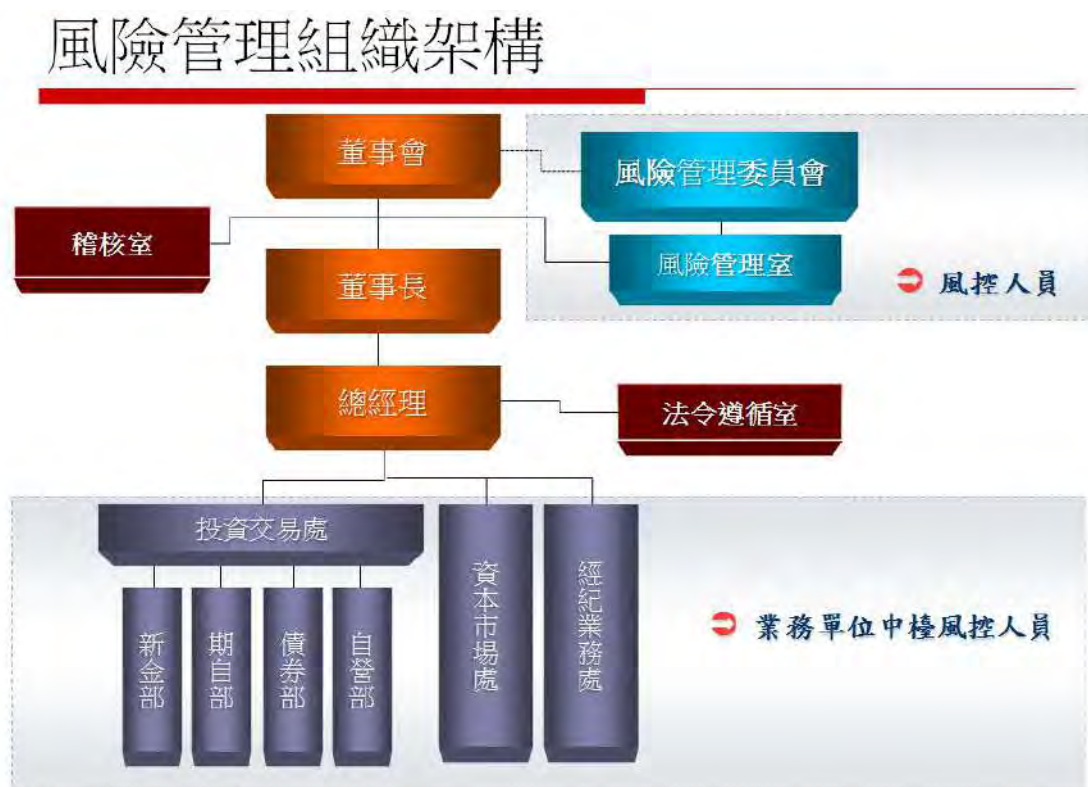 風險管理組織架構
董事會
風險管理委員會
稽核室
風險管理室
董事長
風控人員
總經理
法令遵循室
投資交易處
資本市場處
經紀業務處
新金部
期自部
債券部
自營部
業務單位中檯風控人員